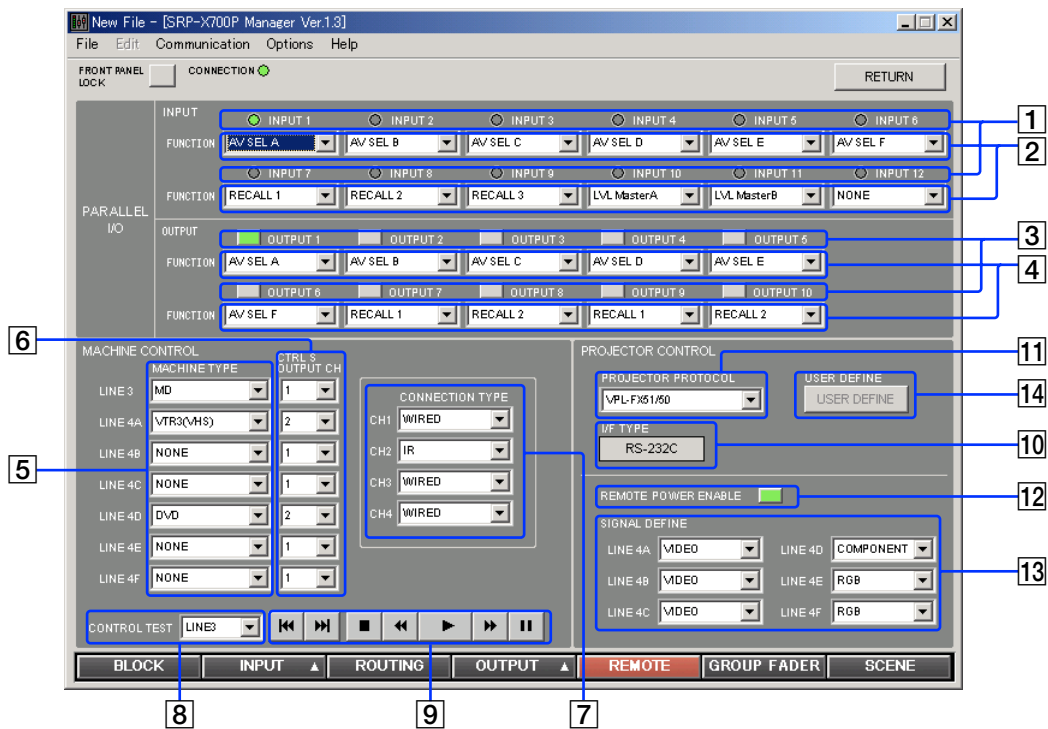 New File - [SRP-X700P Manager Ver.1.3]
File Edit Communication Options Help
FRONT PANEL LOCK CONNECTION RETURN
PARALLEL I/O
INPUT INPUT 1 INPUT 2 INPUT 3 INPUT 4 INPUT 5 INPUT 6 1
FUNCTION AV SEL A AV SEL B AV SEL C AV SEL D AV SEL E AV SEL F 2
INPUT 7 INPUT 8 INPUT 9 INPUT 10 INPUT 11 INPUT 12
FUNCTION RECALL 1 RECALL 2 RECALL 3 LVL MasterA LVL MasterB NONE
OUTPUT OUTPUT 1 OUTPUT 2 OUTPUT 3 OUTPUT 4 OUTPUT 5 3
FUNCTION AV SEL A AV SEL B AV SEL C AV SEL D AV SEL E 4
OUTPUT 6 OUTPUT 7 OUTPUT 8 OUTPUT 9 OUTPUT 10
FUNCTION AV SEL F RECALL 1 RECALL 2 RECALL 1 RECALL 2
6
MACHINE CONTROL
MACHINE TYPE CTRL S OUTPUT CH
LINE 3 MD 1
LINE 4A VTR3(VHS) 2
LINE 4B NONE 1
5
LINE 4C NONE 1
LINE 4D DVD 2
LINE 4E NONE 1
LINE 4F NONE 1
CONNECTION TYPE
CH1 WIRED
CH2 IR
CH3 WIRED
CH4 WIRED
CONTROL TEST LINE3
PROJECTOR CONTROL
11
PROJECTOR PROTOCOL USER DEFINE
VPL-FX51/50 USER DEFINE 14
I/F TYPE
RS-232C 10
REMOTE POWER ENABLE 12
SIGNAL DEFINE
LINE 4A VIDEO LINE 4D COMPONENT
13
LINE 4B VIDEO LINE 4E RGB
LINE 4C VIDEO LINE 4F RGB
BLOCK INPUT ROUTING OUTPUT REMOTE GROUP FADER SCENE
8 9 7